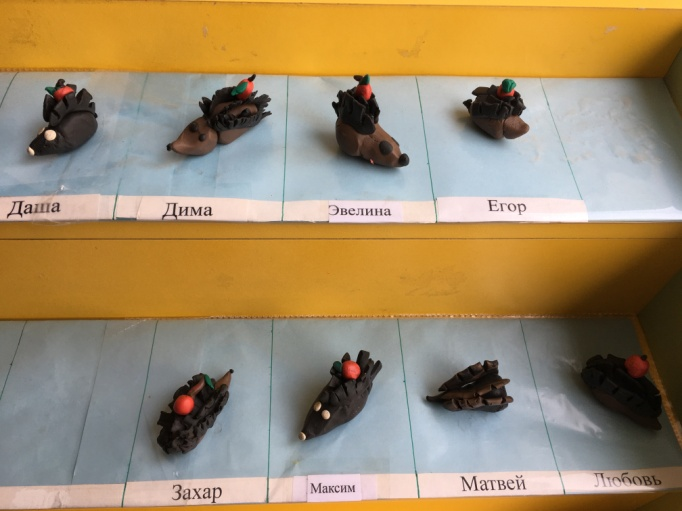 Даша
Дима
Эвелина
Егор
Захар
Максим
Матвей
Любовь